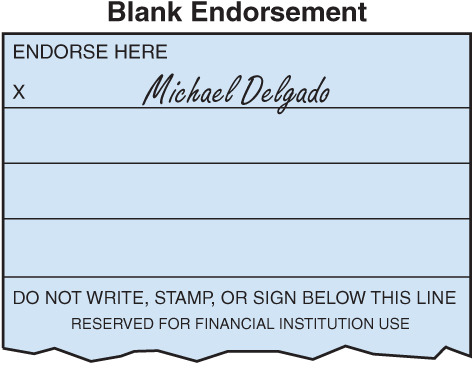 Blank Endorsement
ENDORSE HERE
X Michael Delgado
DO NOT WRITE, STAMP, OR SIGN BELOW THIS LINE
RESERVED FOR FINANCIAL INSTITUTION USE